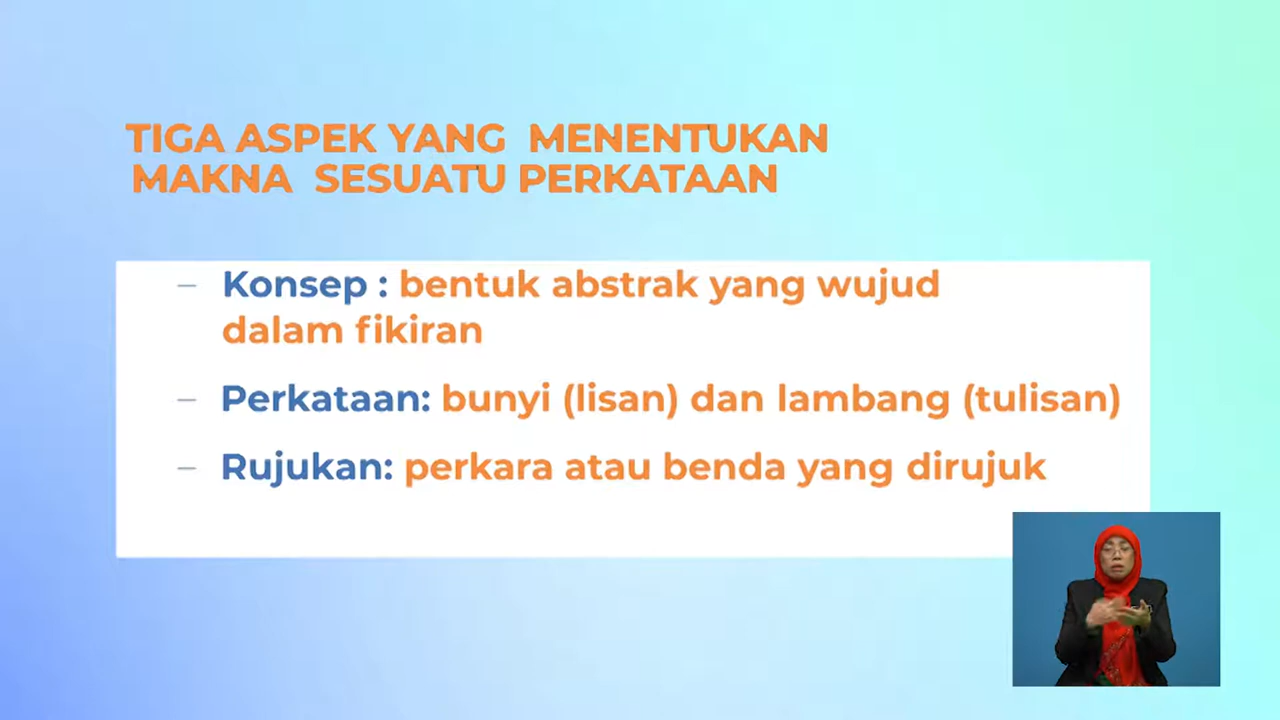 TIGA ASPEK YANG MENENTUKAN
MAKNA SESUATU PERKATAAN
– Konsep : bentuk abstrak yang wujud
dalam fikiran
– Perkataan: bunyi (lisan) dan lambang (tulisan)
– Rujukan: perkara atau benda yang dirujuk